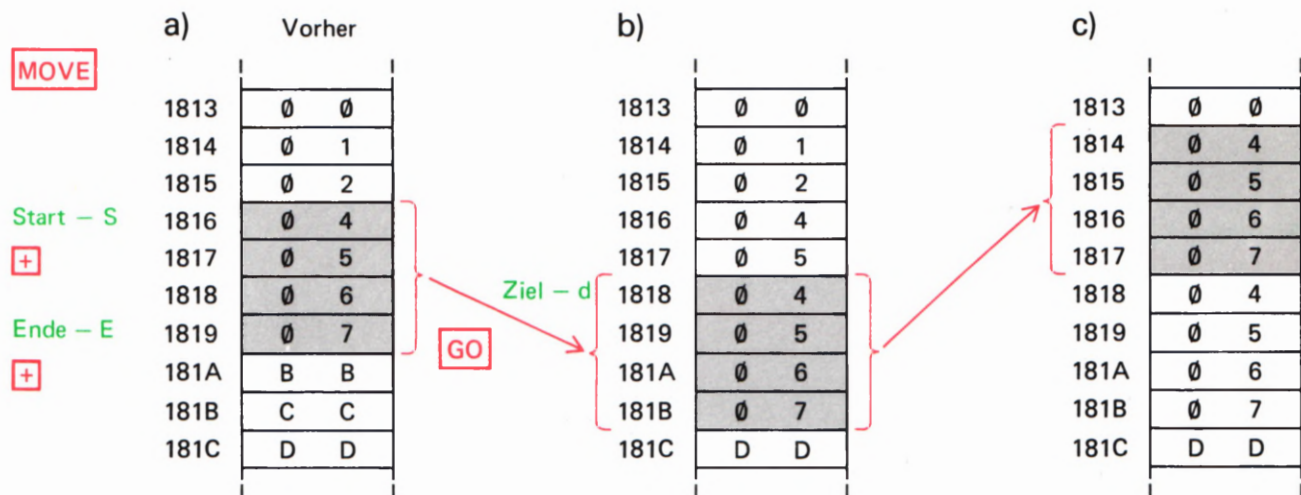 a) Vorher b) c)
MOVE
1813 Ø Ø 1813 Ø Ø 1813 Ø Ø
1814 Ø 1 1814 Ø 1 1814 Ø 4
1815 Ø 2 1815 Ø 2 1815 Ø 5
Start – S 1816 Ø 4 1816 Ø 4 1816 Ø 6
+ 1817 Ø 5 1817 Ø 5 1817 Ø 7
1818 Ø 6 Ziel – d 1818 Ø 4 1818 Ø 4
Ende – E 1819 Ø 7 GO 1819 Ø 5 1819 Ø 5
+ 181A B B 181A Ø 6 181A Ø 6
181B C C 181B Ø 7 181B Ø 7
181C D D 181C D D 181C D D